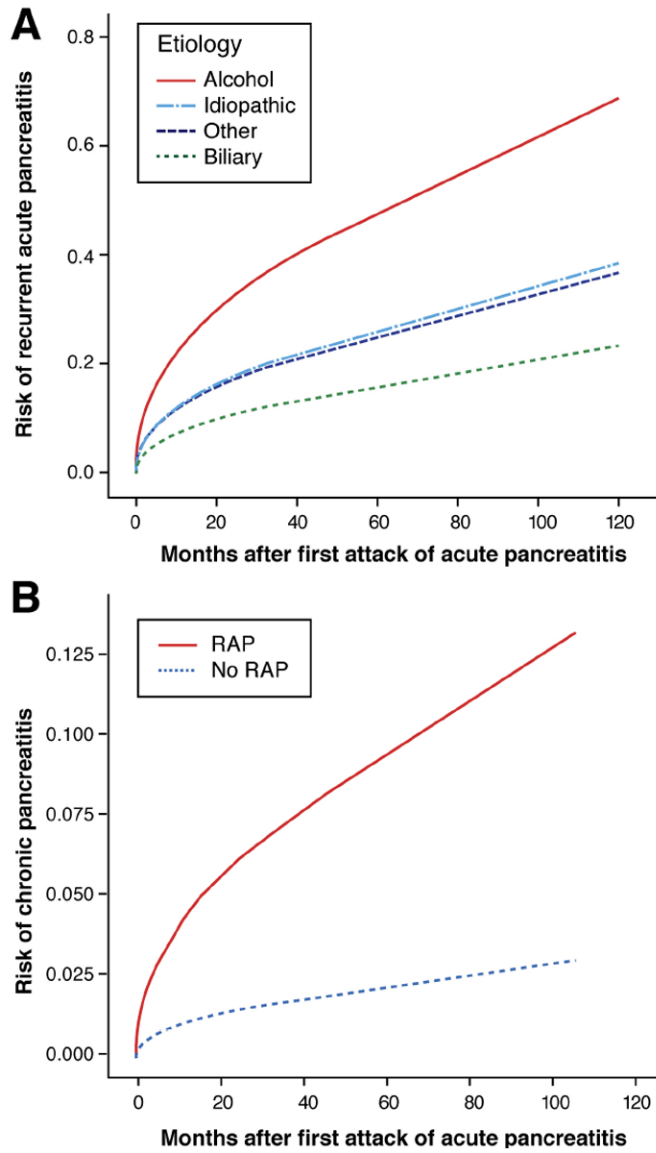 A
Etiology
Alcohol
Idiopathic
Other
Biliary
0.8
0.6
0.4
0.2
0.0
Risk of recurrent acute pancreatitis
0 20 40 60 80 100 120
Months after first attack of acute pancreatitis
B
RAP
No RAP
0.125
0.100
0.075
0.050
0.025
0.000
Risk of chronic pancreatitis
0 20 40 60 80 100 120
Months after first attack of acute pancreatitis